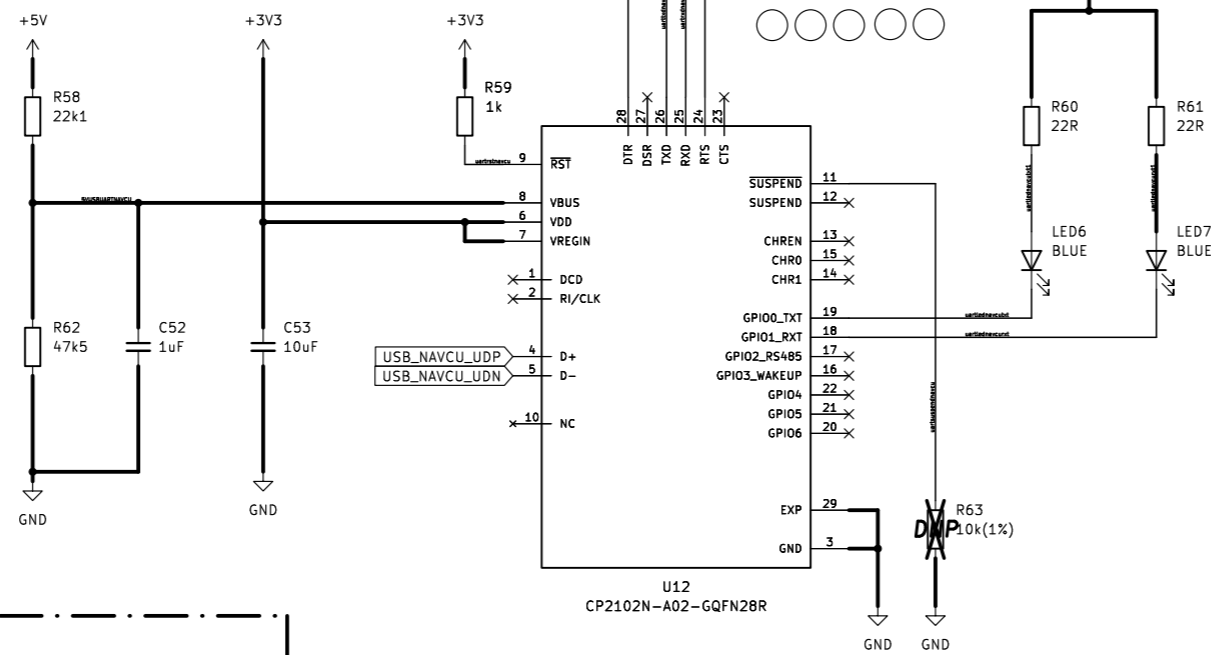 +5V
+3V3
+3V3
R58
22k1
R59
1k
R60
22R
R61
22R
28
27
26
25
24
23
DTR
DSR
TXD
RXD
RTS
CTS
9
RST
8
VBUS
6
VDD
7
VREGIN
1
DCD
2
RI/CLK
USB_NAVCU_UDP
4
D+
USB_NAVCU_UDN
5
D-
10
NC
SUSPEND
11
SUSPEND
12
CHREN
13
CHR0
15
CHR1
14
GPIO0_TXT
19
GPIO1_RXT
18
GPIO2_RS485
17
GPIO3_WAKEUP
16
GPIO4
22
GPIO5
21
GPIO6
20
EXP
29
GND
3
LED6
BLUE
LED7
BLUE
R62
47k5
C52
1uF
C53
10uF
GND
GND
R63
10k(1%)
DNP
U12
CP2102N-A02-GQFN28R
GND
GND